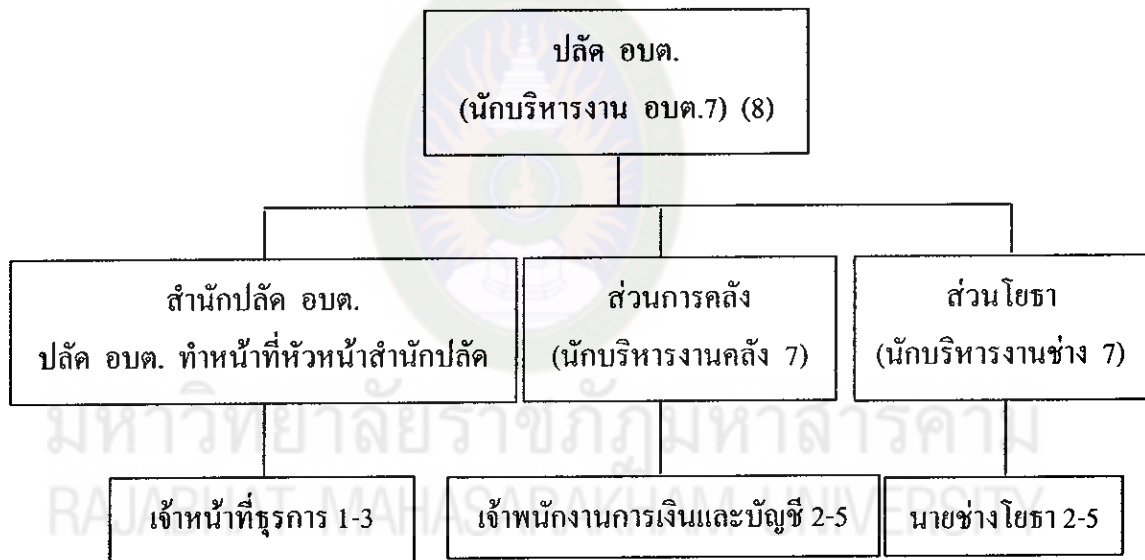 ปลัด อบต.
(นักบริหารงาน อบต.7) (8)
สำนักปลัด อบต.
ปลัด อบต. ทำหน้าที่หัวหน้าสำนักปลัด
ส่วนการคลัง
(นักบริหารงานคลัง 7)
ส่วนโยธา
(นักบริหารงานช่าง 7)
มหาวิทยาลัยราชภัฏมหาสารคาม
RAJABHAT MAHASARAKHAM UNIVERSITY
เจ้าหน้าที่ธุรการ 1-3
เจ้าพนักงานการเงินและบัญชี 2-5
นายช่างโยธา 2-5